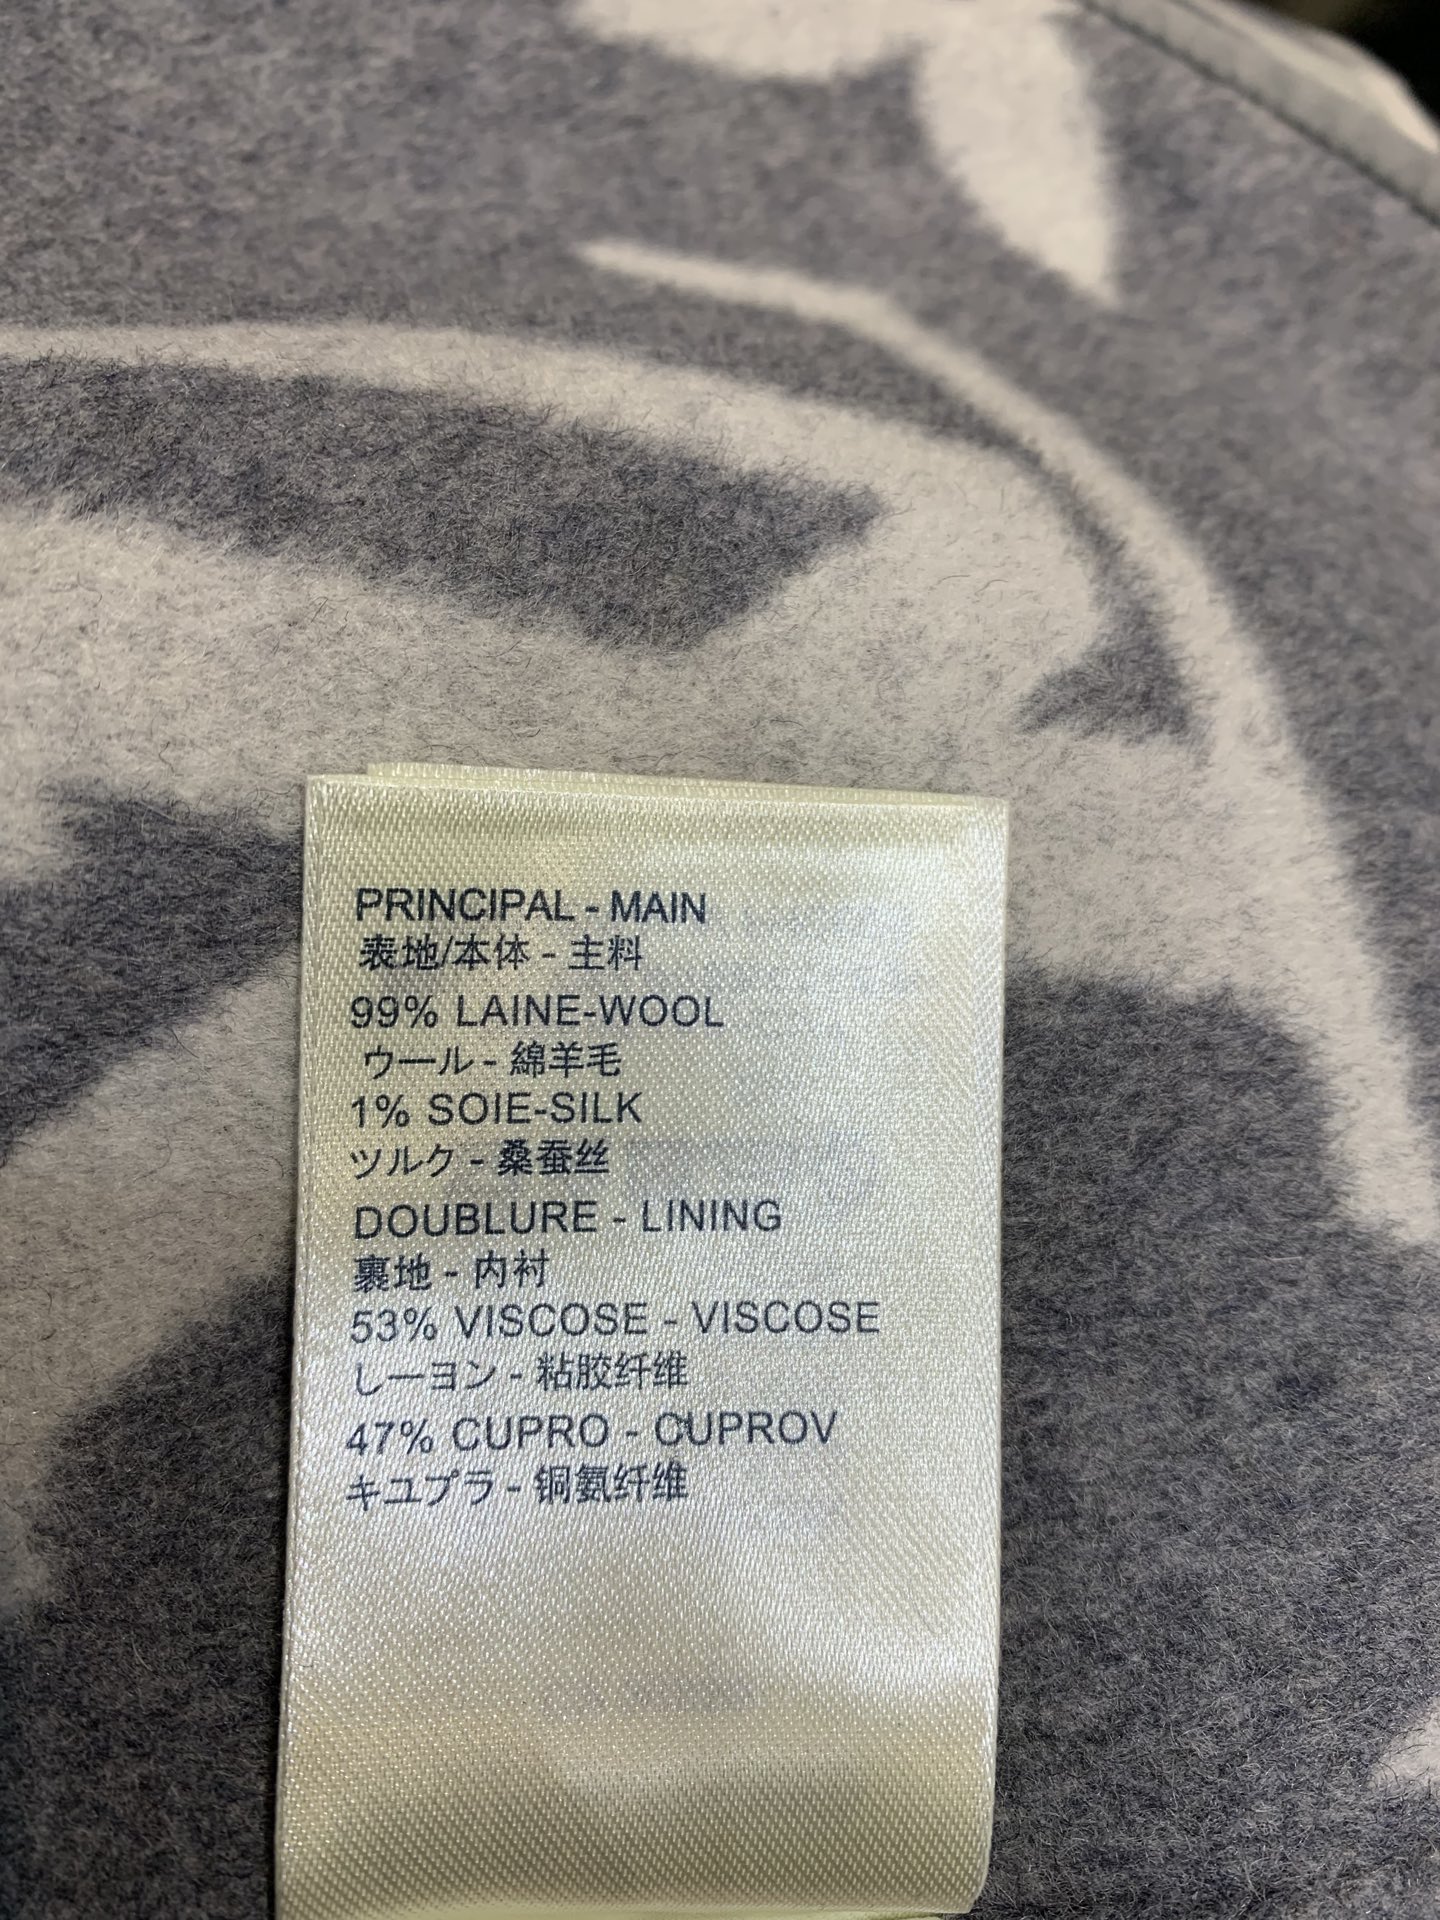 PRINCIPAL - MAIN
表地/本体 - 主料
99% LAINE-WOOL
ウール - 綿羊毛
1% SOIE-SILK
ツルク - 桑蚕丝
DOUBLURE - LINING
裏地 - 内衬
53% VISCOSE - VISCOSE
しーヨン - 粘胶纤维
47% CUPRO - CUPROV
キユプラ - 铜氨纤维